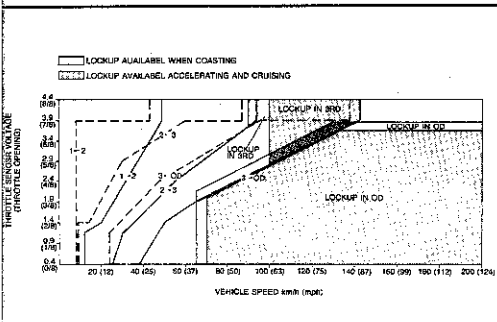 LOCKUP AUAILABEL WHEN COASTING
LOCKUP AVAILABEL ACCELERATING AND CRUISING
THROTTLE SENOSR VOLTAGE
(THROTTLE OPENING)
4.4 (8/8)
3.9 (7/8)
3.4 (6/8)
2.9 (5/8)
2.4 (4/8)
1.9 (3/8)
1.4 (2/8)
0.9 (1/8)
0.4 (0/8)
1-2
1-2
2-3
3-OD
2-3
LOCKUP IN 3RD
LOCKUP IN 3RD
3-OD
LOCKUP IN OD
LOCKUP IN OD
20 (12) 40 (25) 60 (37) 80 (50) 100 (63) 120 (75) 140 (87) 160 (99) 190 (112) 200 (124)
VEHICLE SPEED km/h (mph)